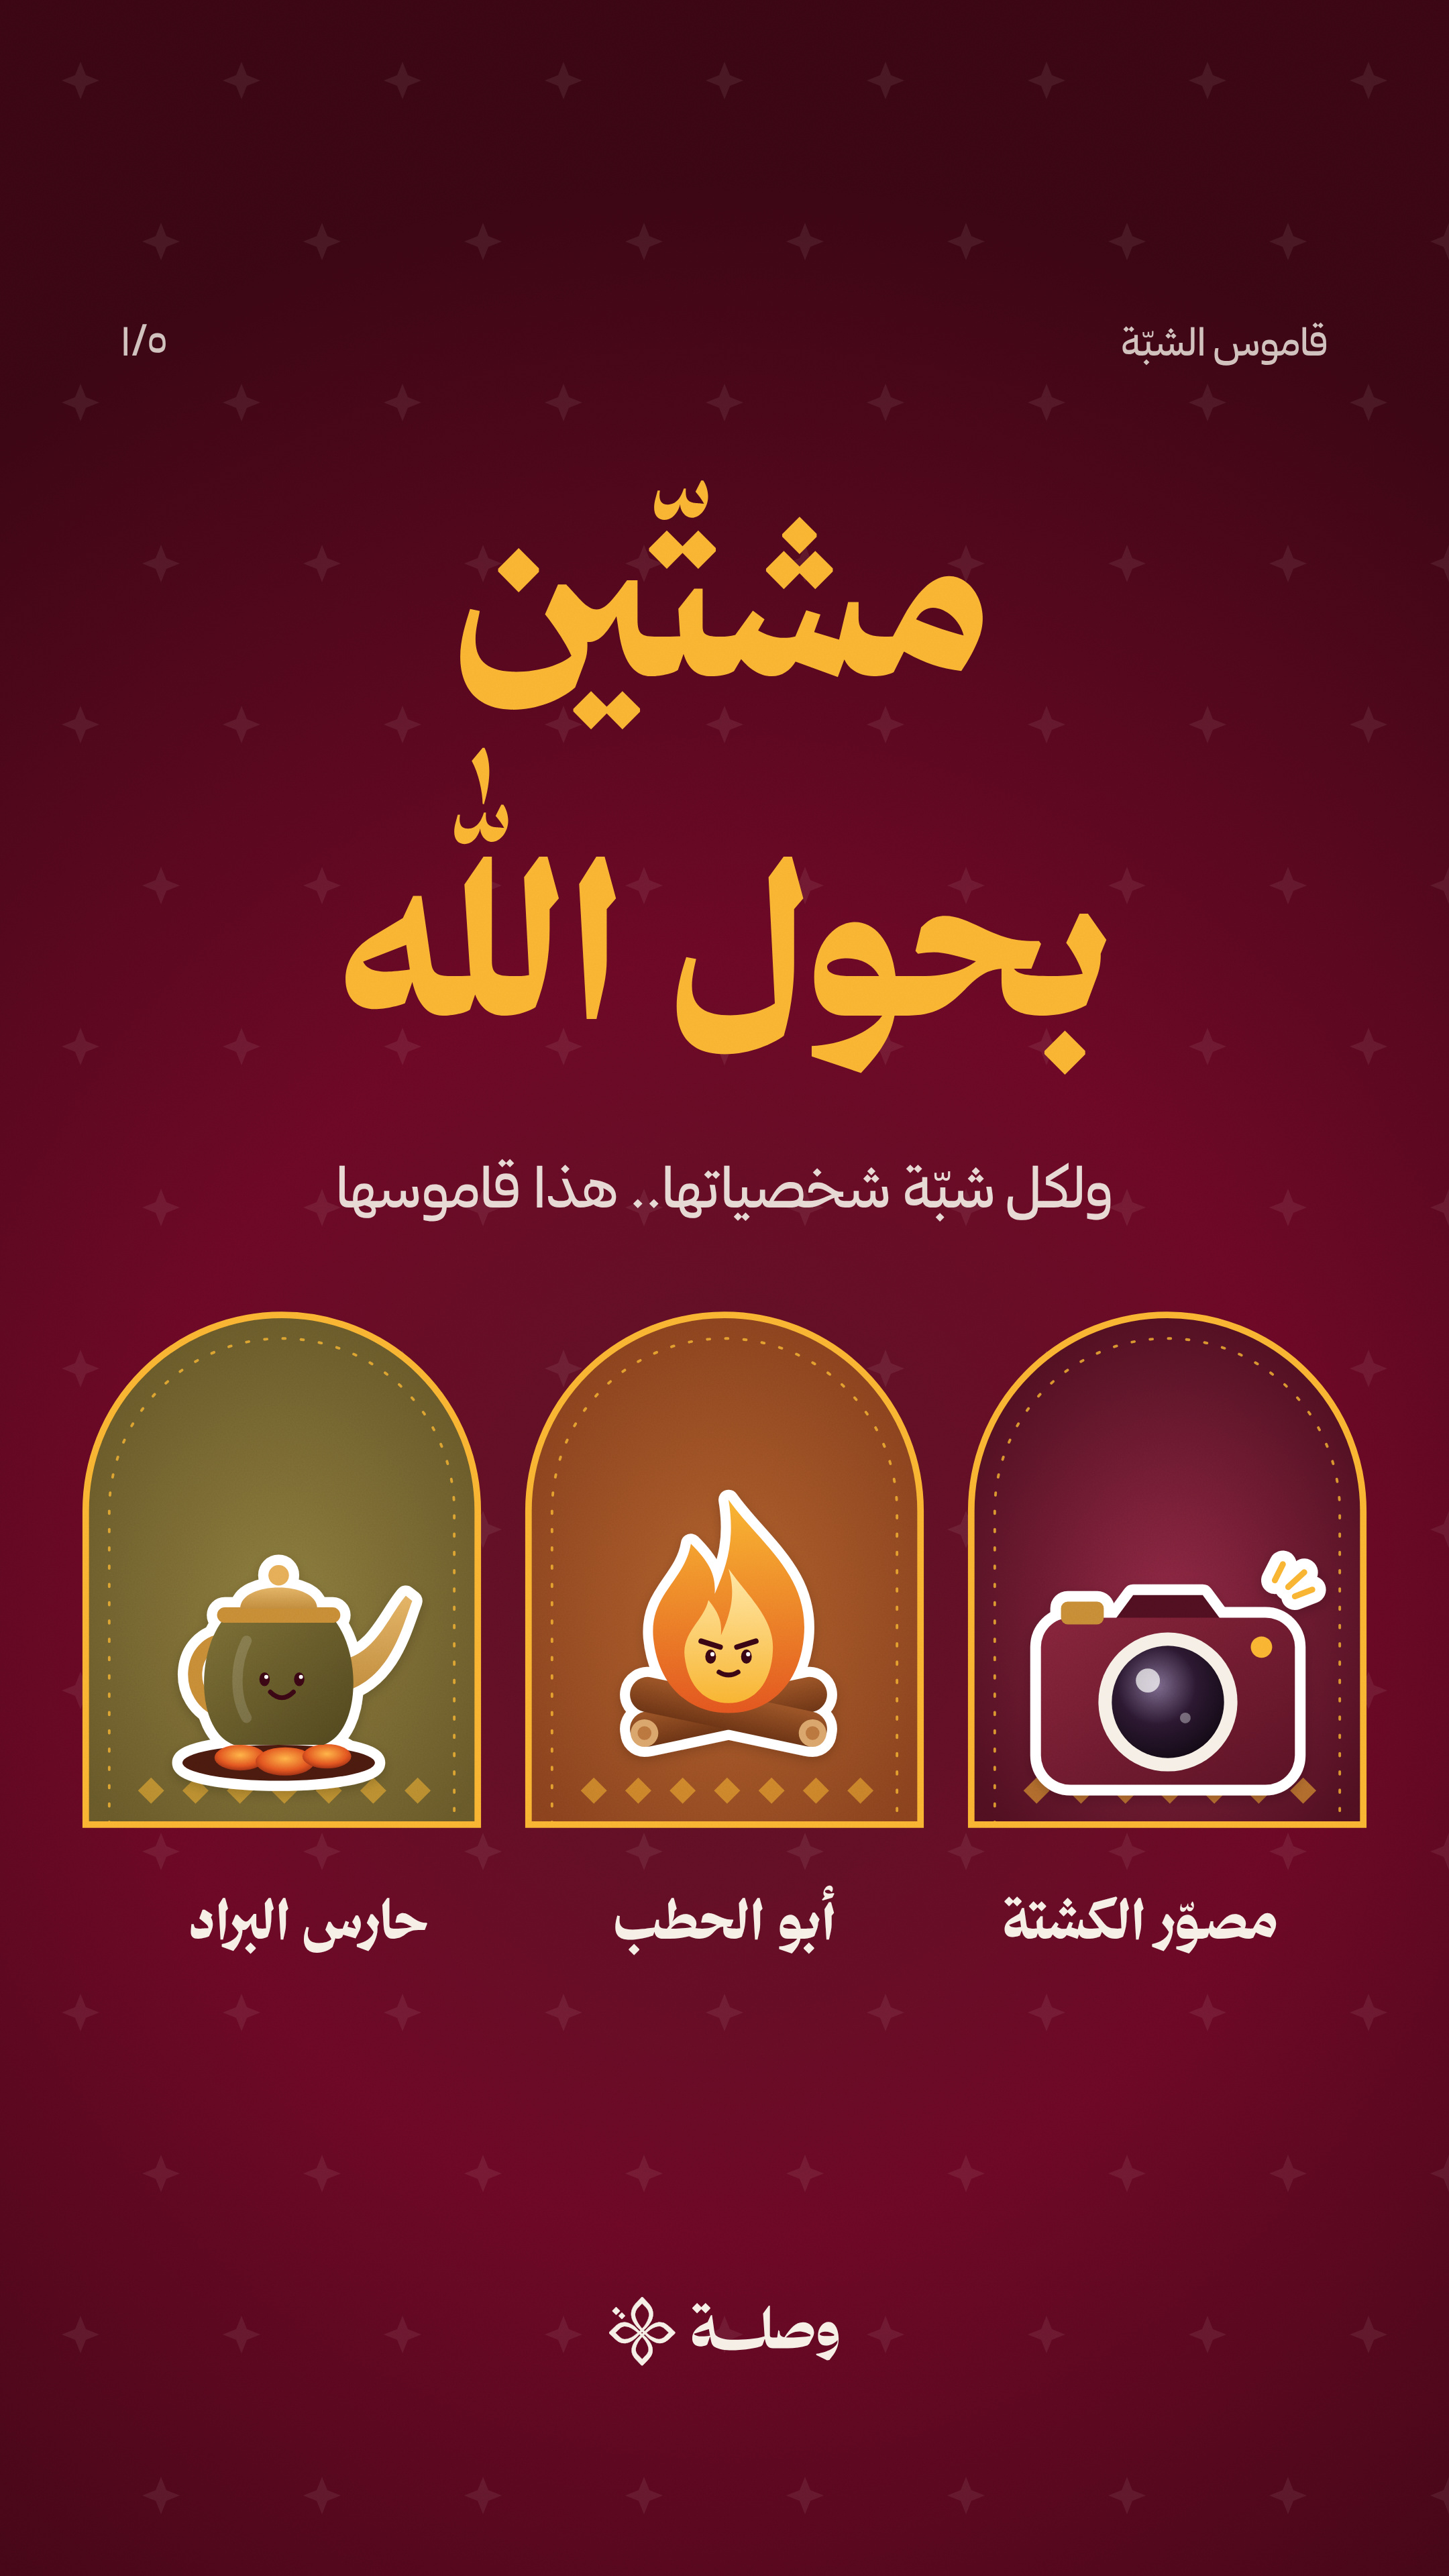 قاموس الشبّة
١/٥
مشتّين
بحول الله
ولكل شبّة شخصياتها.. هذا قاموسها
مصوّر الكشتة
أبو الحطب
حارس البراد
وصلـة